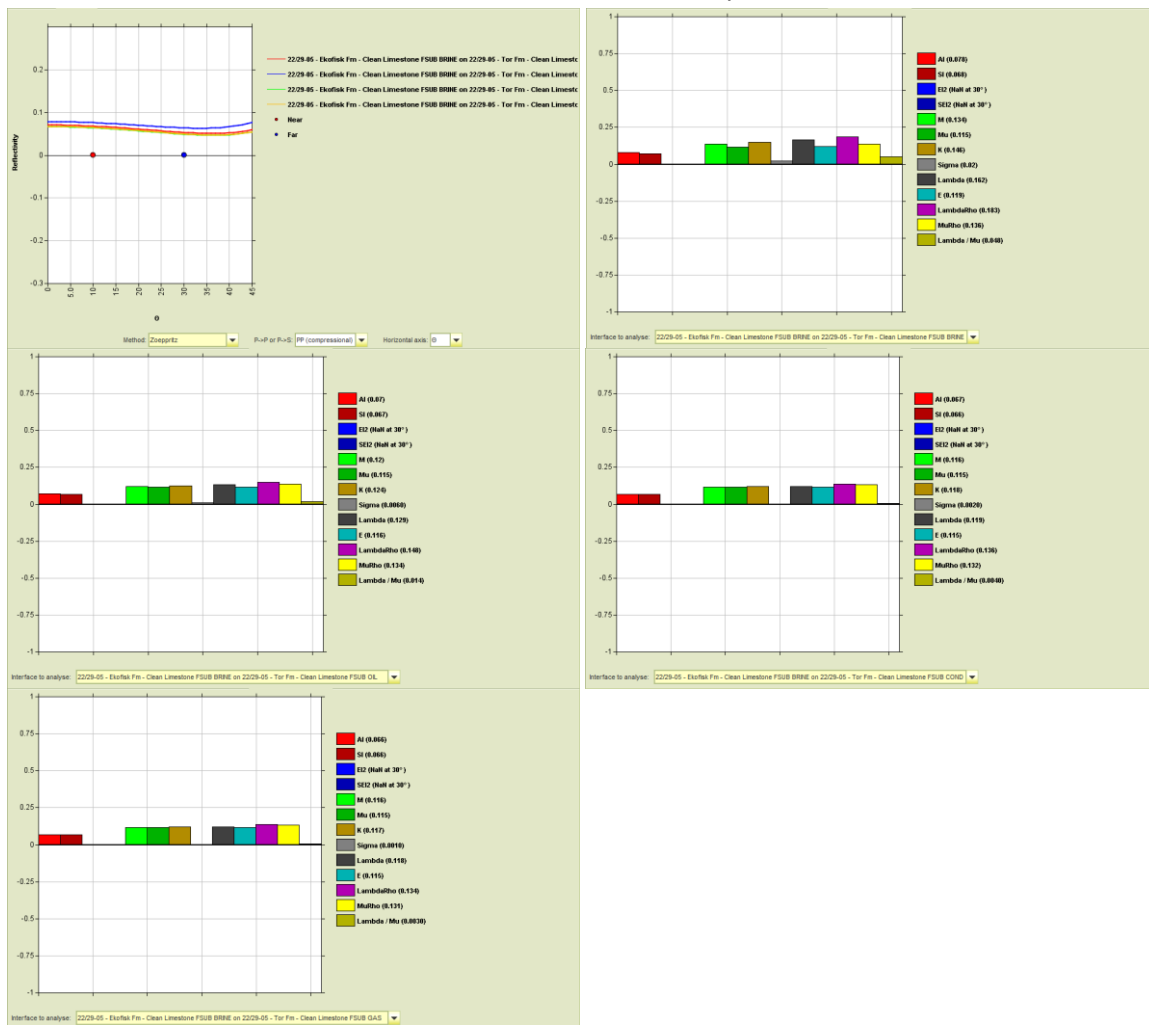 0.2
0.1
0
-0.1
-0.2
-0.3
Reflectivity
0 5.0 10 15 20 25 30 35 40 45
Θ
22/29-05 - Ekofisk Fm - Clean Limestone FSUB BRINE on 22/29-05 - Tor Fm - Clean Limesto
22/29-05 - Ekofisk Fm - Clean Limestone FSUB BRINE on 22/29-05 - Tor Fm - Clean Limesto
22/29-05 - Ekofisk Fm - Clean Limestone FSUB BRINE on 22/29-05 - Tor Fm - Clean Limesto
22/29-05 - Ekofisk Fm - Clean Limestone FSUB BRINE on 22/29-05 - Tor Fm - Clean Limesto
Near
Far
Method: Zoeppritz P->P or P->S: PP (compressional) Horizontal axis: Θ
1
0.75
0.5
0.25
0
-0.25
-0.5
-0.75
-1
AI (0.078)
SI (0.068)
EI2 (NaN at 30°)
SEI2 (NaN at 30°)
M (0.134)
Mu (0.115)
K (0.146)
Sigma (0.02)
Lambda (0.162)
E (0.119)
LambdaRho (0.183)
MuRho (0.136)
Lambda / Mu (0.048)
Interface to analyse: 22/29-05 - Ekofisk Fm - Clean Limestone FSUB BRINE on 22/29-05 - Tor Fm - Clean Limestone FSUB BRINE
1
0.75
0.5
0.25
0
-0.25
-0.5
-0.75
-1
AI (0.07)
SI (0.067)
EI2 (NaN at 30°)
SEI2 (NaN at 30°)
M (0.12)
Mu (0.115)
K (0.124)
Sigma (0.0060)
Lambda (0.129)
E (0.116)
LambdaRho (0.148)
MuRho (0.134)
Lambda / Mu (0.014)
Interface to analyse: 22/29-05 - Ekofisk Fm - Clean Limestone FSUB BRINE on 22/29-05 - Tor Fm - Clean Limestone FSUB OIL
1
0.75
0.5
0.25
0
-0.25
-0.5
-0.75
-1
AI (0.067)
SI (0.066)
EI2 (NaN at 30°)
SEI2 (NaN at 30°)
M (0.116)
Mu (0.115)
K (0.118)
Sigma (0.0020)
Lambda (0.119)
E (0.115)
LambdaRho (0.136)
MuRho (0.132)
Lambda / Mu (0.0040)
Interface to analyse: 22/29-05 - Ekofisk Fm - Clean Limestone FSUB BRINE on 22/29-05 - Tor Fm - Clean Limestone FSUB COND
1
0.75
0.5
0.25
0
-0.25
-0.5
-0.75
-1
AI (0.066)
SI (0.066)
EI2 (NaN at 30°)
SEI2 (NaN at 30°)
M (0.116)
Mu (0.115)
K (0.117)
Sigma (0.0010)
Lambda (0.118)
E (0.115)
LambdaRho (0.134)
MuRho (0.131)
Lambda / Mu (0.0030)
Interface to analyse: 22/29-05 - Ekofisk Fm - Clean Limestone FSUB BRINE on 22/29-05 - Tor Fm - Clean Limestone FSUB GAS